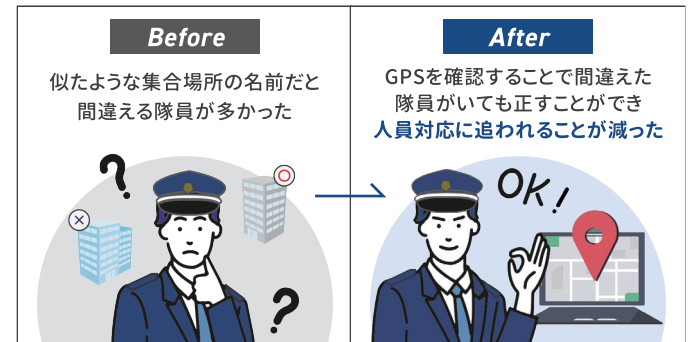 Before
似たような集合場所の名前だと
間違える隊員が多かった
?
?
After
GPSを確認することで間違えた
隊員がいても正すことができ
人員対応に追われることが減った
OK!